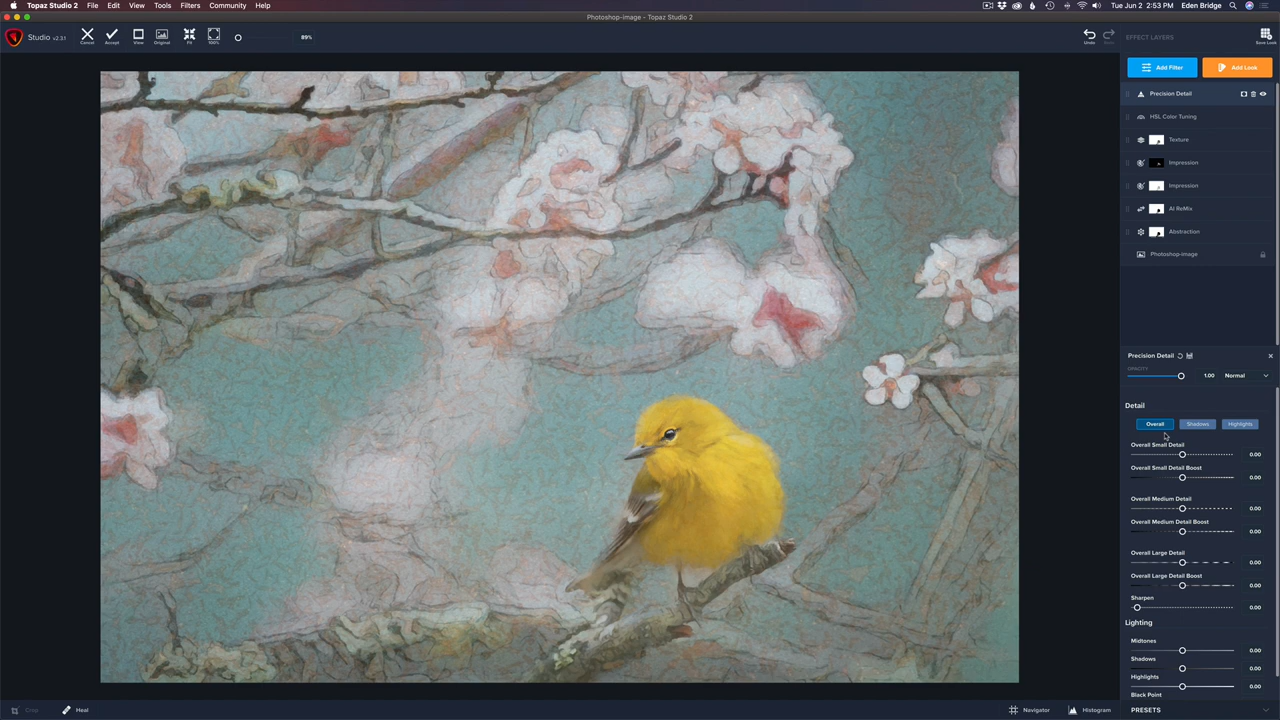 Topaz Studio 2 File Edit View Tools Filters Community Help
Tue Jun 2 2:53 PM Eden Bridge
Photoshop-image - Topaz Studio 2
Studio v2.3.1
Cancel Accept View Original Fit 100% 89%
Undo
EFFECT LAYERS
Save Look
Add Filter Add Look
Precision Detail
HSL Color Tuning
Texture
Impression
Impression
AI ReMix
Abstraction
Photoshop-image
Precision Detail
OPACITY
1.00 Normal
Detail
Overall Shadows Highlights
Overall Small Detail
0.00
Overall Small Detail Boost
0.00
Overall Medium Detail
0.00
Overall Medium Detail Boost
0.00
Overall Large Detail
0.00
Overall Large Detail Boost
0.00
Sharpen
0.00
Lighting
Midtones
0.00
Shadows
0.00
Highlights
0.00
Black Point
Crop Heal
Navigator Histogram
PRESETS